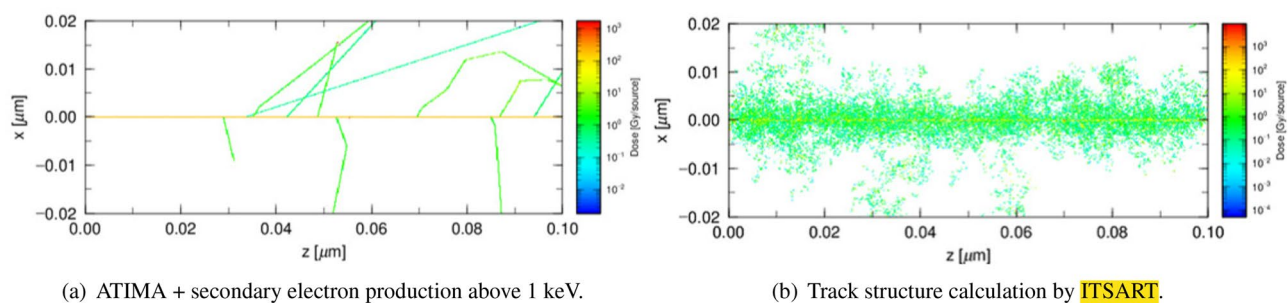 0.02
0.01
0.00
−0.01
−0.02
x [μm]
0.00 0.02 0.04 0.06 0.08 0.10
z [μm]
10³
10²
10¹
10⁰
10⁻¹
10⁻²
Dose [Gy/source]
(a) ATIMA + secondary electron production above 1 keV.
0.02
0.01
0.00
−0.01
−0.02
x [μm]
0.00 0.02 0.04 0.06 0.08 0.10
z [μm]
10³
10²
10¹
10⁰
10⁻¹
10⁻²
10⁻³
10⁻⁴
Dose [Gy/source]
(b) Track structure calculation by ITSART.